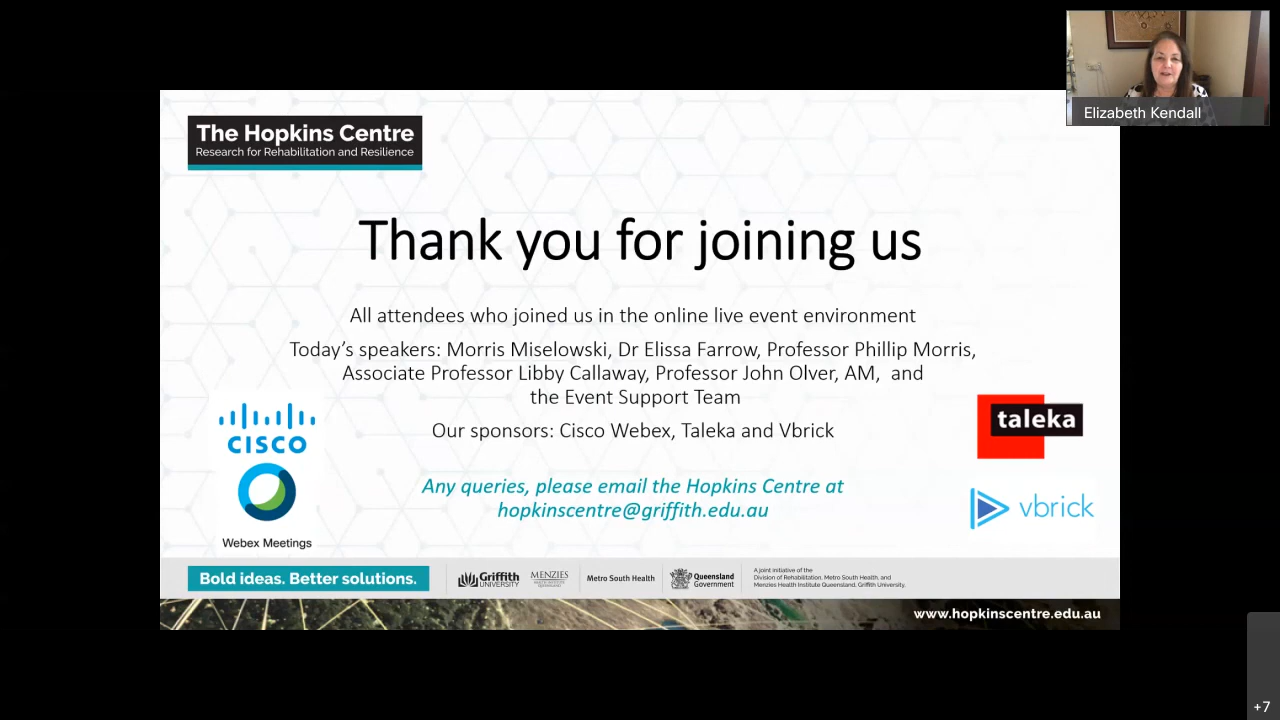 Elizabeth Kendall
The Hopkins Centre
Research for Rehabilitation and Resilience
Thank you for joining us
All attendees who joined us in the online live event environment
Today's speakers: Morris Miselowski, Dr Elissa Farrow, Professor Phillip Morris,
Associate Professor Libby Callaway, Professor John Olver, AM, and
the Event Support Team
Our sponsors: Cisco Webex, Taleka and Vbrick
CISCO
Webex Meetings
taleka
vbrick
Any queries, please email the Hopkins Centre at
hopkinscentre@griffith.edu.au
Bold ideas. Better solutions.
Griffith
UNIVERSITY
MENZIES
Metro South Health
Queensland
Government
A joint initiative of the
Division of Rehabilitation, Metro South Health, and
Menzies Health Institute Queensland, Griffith University.
www.hopkinscentre.edu.au
+7